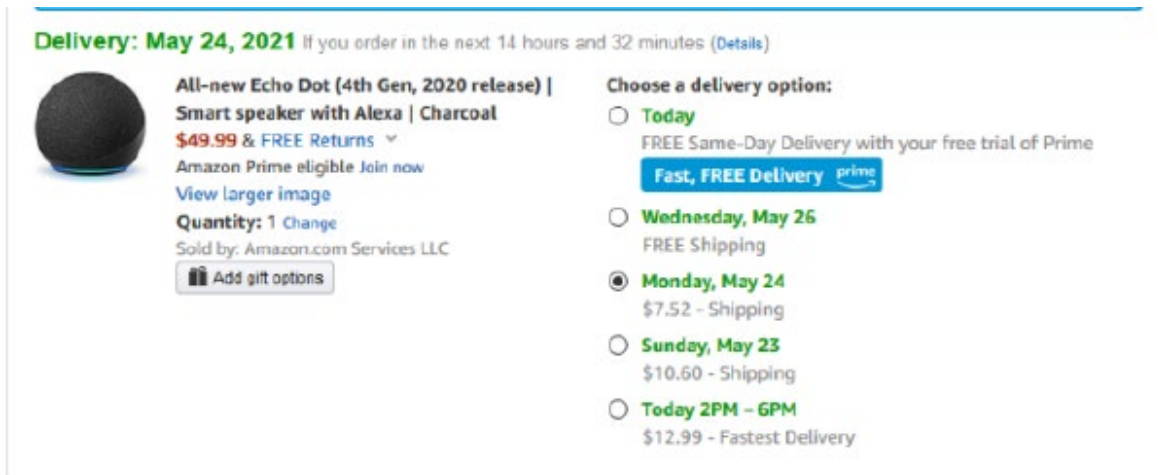 Delivery: May 24, 2021 If you order in the next 14 hours and 32 minutes (Details)
All-new Echo Dot (4th Gen, 2020 release) |
Smart speaker with Alexa | Charcoal
$49.99 & FREE Returns
Amazon Prime eligible Join now
View larger image
Quantity: 1 Change
Sold by: Amazon.com Services LLC
Add gift options
Choose a delivery option:
Today
FREE Same-Day Delivery with your free trial of Prime
Fast, FREE Delivery prime
Wednesday, May 26
FREE Shipping
Monday, May 24
$7.52 - Shipping
Sunday, May 23
$10.60 - Shipping
Today 2PM – 6PM
$12.99 - Fastest Delivery